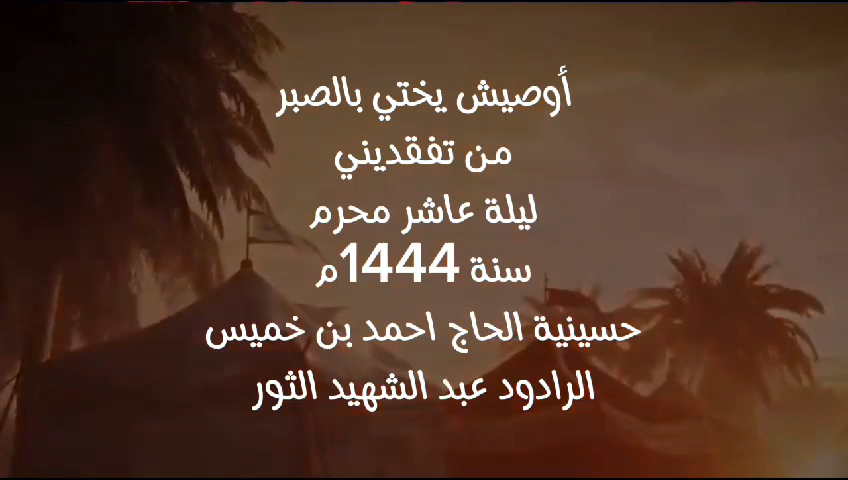 أوصيش يختي بالصبر
من تفقديني
ليلة عاشر محرم
سنة 1444م
حسينية الحاج احمد بن خميس
الرادود عبد الشهيد الثور